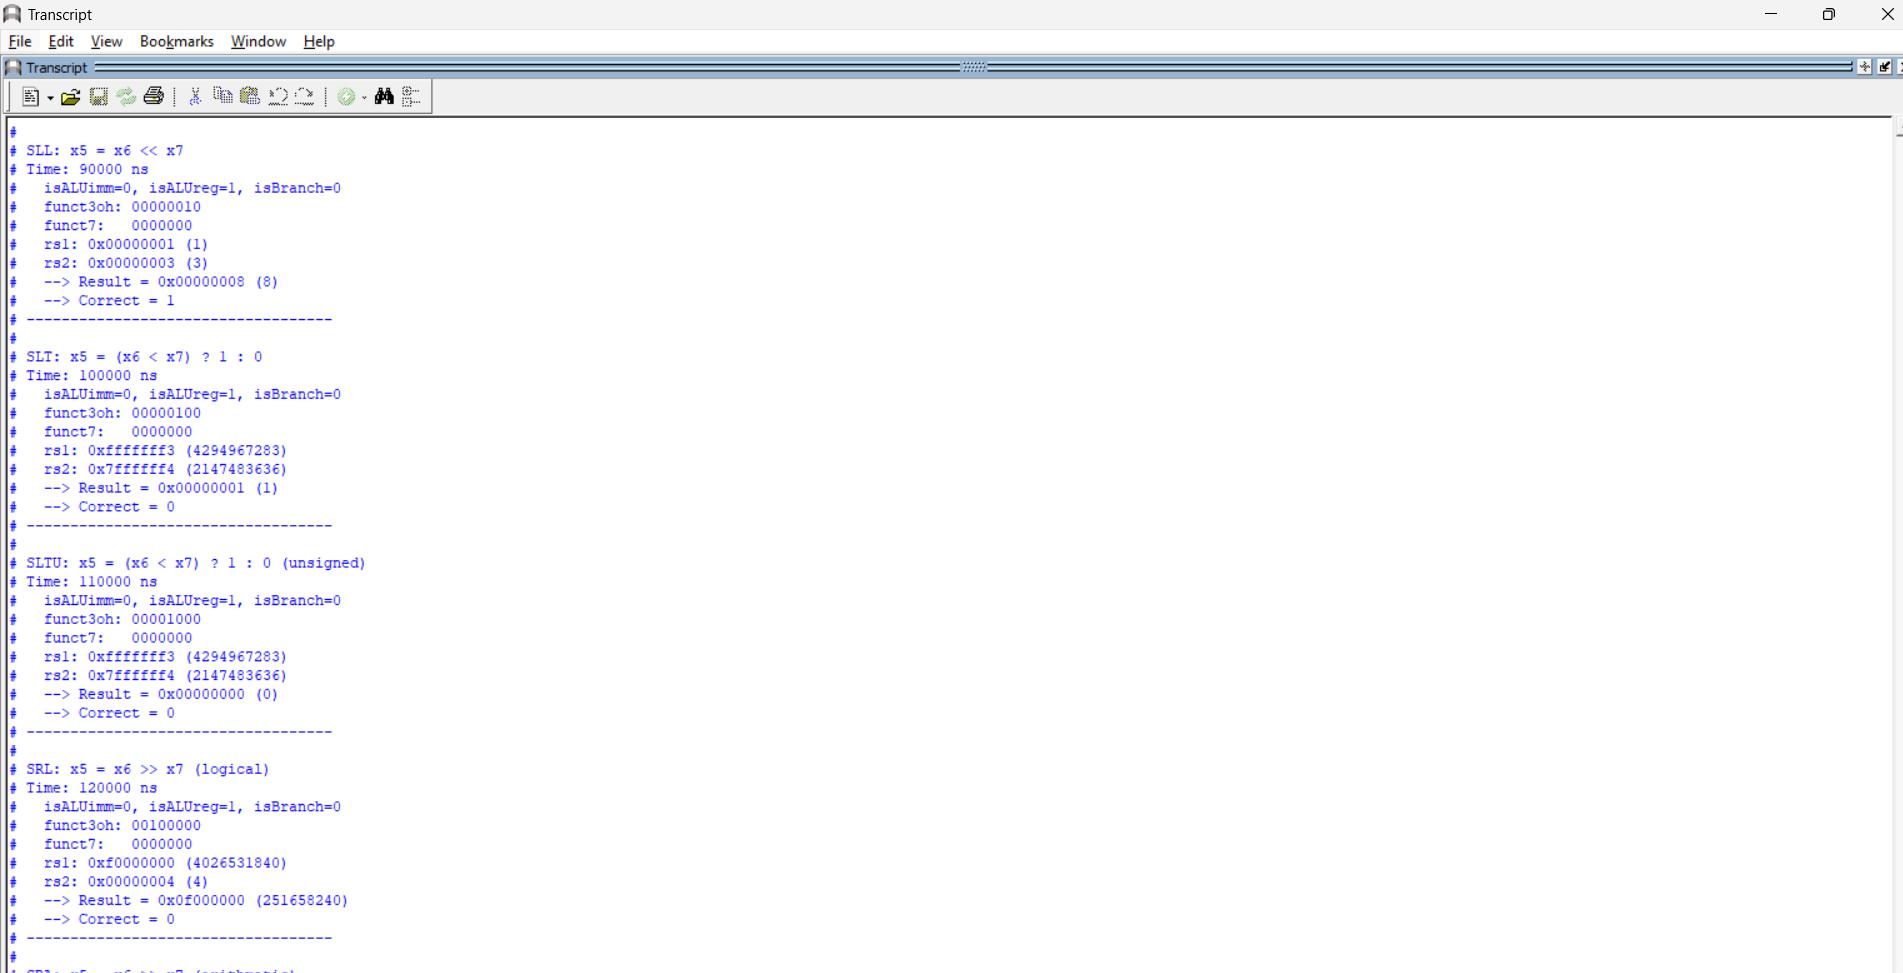 Transcript
File Edit View Bookmarks Window Help
Transcript
#
# SLL: x5 = x6 << x7
# Time: 90000 ns
#   isALUimm=0, isALUreg=1, isBranch=0
#   funct3oh: 00000010
#   funct7:   0000000
#   rs1: 0x00000001 (1)
#   rs2: 0x00000003 (3)
#   --> Result = 0x00000008 (8)
#   --> Correct = 1
# -----------------------------------
#
# SLT: x5 = (x6 < x7) ? 1 : 0
# Time: 100000 ns
#   isALUimm=0, isALUreg=1, isBranch=0
#   funct3oh: 00000100
#   funct7:   0000000
#   rs1: 0xfffffff3 (4294967283)
#   rs2: 0x7ffffff4 (2147483636)
#   --> Result = 0x00000001 (1)
#   --> Correct = 0
# -----------------------------------
#
# SLTU: x5 = (x6 < x7) ? 1 : 0 (unsigned)
# Time: 110000 ns
#   isALUimm=0, isALUreg=1, isBranch=0
#   funct3oh: 00001000
#   funct7:   0000000
#   rs1: 0xfffffff3 (4294967283)
#   rs2: 0x7ffffff4 (2147483636)
#   --> Result = 0x00000000 (0)
#   --> Correct = 0
# -----------------------------------
#
# SRL: x5 = x6 >> x7 (logical)
# Time: 120000 ns
#   isALUimm=0, isALUreg=1, isBranch=0
#   funct3oh: 00100000
#   funct7:   0000000
#   rs1: 0xf0000000 (4026531840)
#   rs2: 0x00000004 (4)
#   --> Result = 0x0f000000 (251658240)
#   --> Correct = 0
# -----------------------------------
#